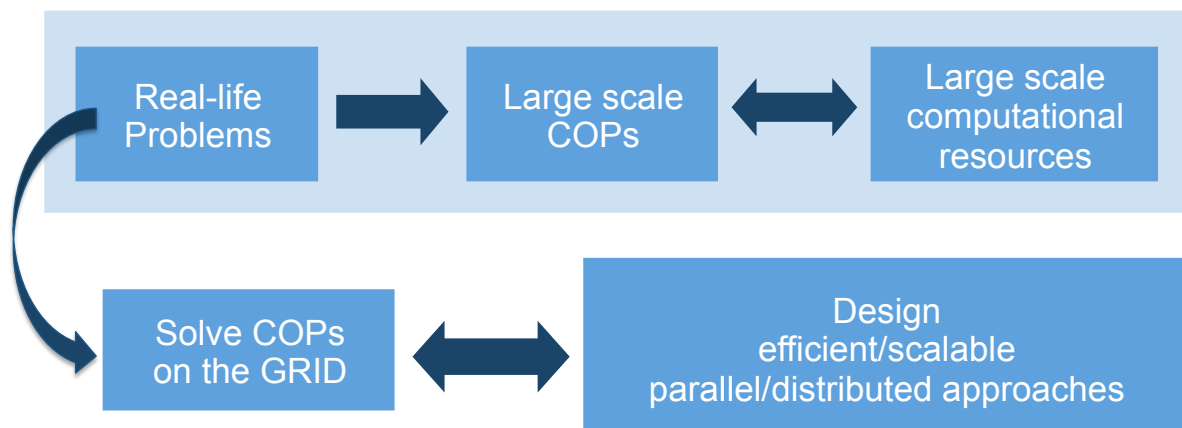 Real-life
Problems
Large scale
COPs
Large scale
computational
resources
Solve COPs
on the GRID
Design
efficient/scalable
parallel/distributed approaches